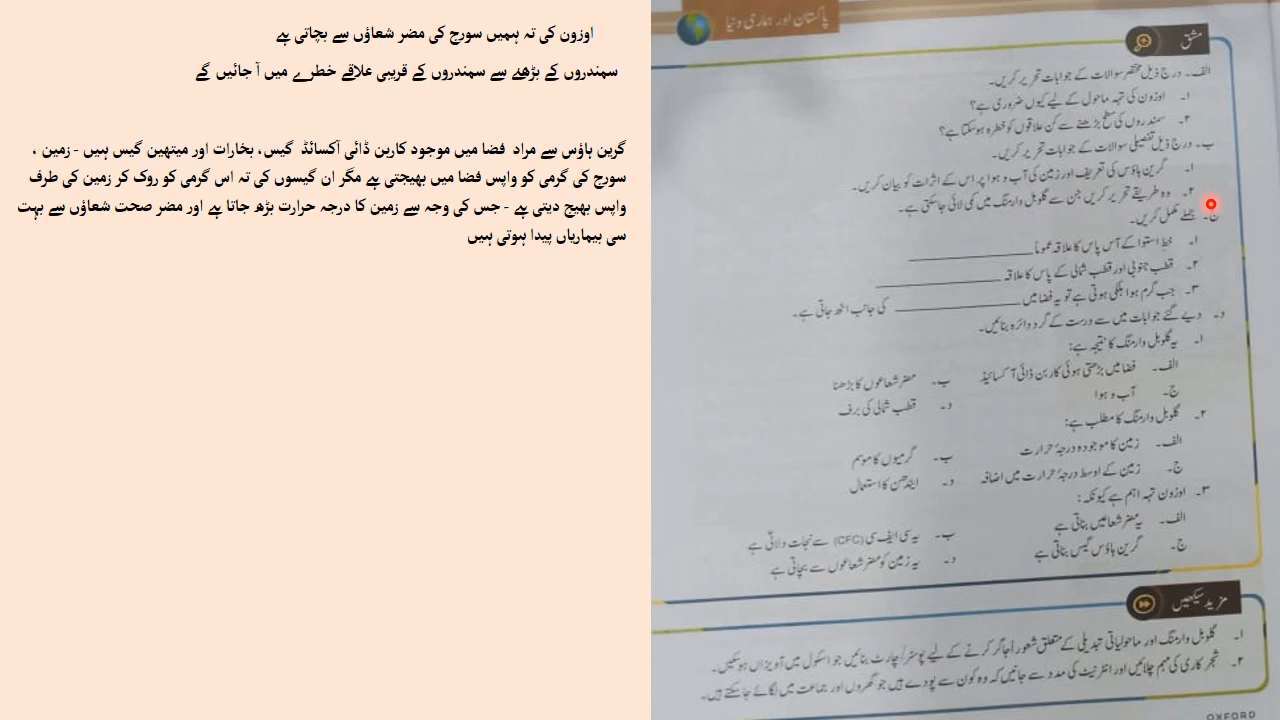 اوزون کی تہ ہمیں سورج کی مضر شعاؤں سے بچاتی ہے
سمندروں کے بڑھنے سے سمندروں کے قریبی علاقے خطرے میں آ جائیں گے
گرین ہاؤس سے مراد فضا میں موجود کاربن ڈائی آکسائڈ گیس، بخارات اور میتھین گیس ہیں - زمین ،
سورج کی گرمی کو واپس فضا میں بھیجتی ہے مگر ان گیسوں کی تہ اس گرمی کو روک کر زمین کی طرف
واپس بھیج دیتی ہے - جس کی وجہ سے زمین کا درجہ حرارت بڑھ جاتا ہے اور مضر صحت شعاؤں سے بہت
سی بیماریاں پیدا ہوتی ہیں
پاکستان اور ہماری دنیا
مشق
الف۔ درج ذیل مختصر سوالات کے جوابات تحریر کریں۔
۱۔ اوزون کی تہہ ماحول کے لیے کیوں ضروری ہے؟
۲۔ سمندروں کی سطح بڑھنے سے کن علاقوں کو خطرہ ہوسکتا ہے؟
ب۔ درج ذیل تفصیلی سوالات کے جوابات تحریر کریں۔
۱۔ گرین ہاؤس کی تعریف اور زمین کی آب و ہوا پر اس کے اثرات کو بیان کریں۔
۲۔ وہ طریقے تحریر کریں جن سے گلوبل وارمنگ میں کمی لائی جاسکتی ہے۔
ج۔ جملے مکمل کریں۔
۱۔ خط استوا کے آس پاس کا علاقہ عموماً ____________
۲۔ قطب جنوبی اور قطب شمالی کے پاس کا علاقہ ____________
۳۔ جب گرم ہوا ہلکی ہوتی ہے تو یہ فضا میں ____________ کی جانب اٹھ جاتی ہے۔
د۔ دیے گئے جوابات میں سے درست کے گرد دائرہ بنائیں۔
۱۔ یہ گلوبل وارمنگ کا نتیجہ ہے:
الف۔ فضا میں بڑھتی ہوئی کاربن ڈائی آکسائیڈ ب۔ مضر شعاعوں کا بڑھنا
ج۔ آب و ہوا د۔ قطب شمالی کی برف
۲۔ گلوبل وارمنگ کا مطلب ہے:
الف۔ زمین کا موجودہ درجۂ حرارت ب۔ گرمیوں کا موسم
ج۔ زمین کے اوسط درجۂ حرارت میں اضافہ د۔ ایندھن کا استعمال
۳۔ اوزون تہہ اہم ہے کیونکہ:
الف۔ یہ مضر شعاعیں بناتی ہے ب۔ یہ سی ایف سی (CFC) سے نجات دلاتی ہے
ج۔ گرین ہاؤس گیس بناتی ہے د۔ یہ زمین کو مضر شعاعوں سے بچاتی ہے
مزید سیکھیں
۱۔ گلوبل وارمنگ اور ماحولیاتی تبدیلی کے متعلق شعور اُجاگر کرنے کے لیے پوسٹر/چارٹ بنائیں جو اسکول میں آویزاں ہوسکیں۔
۲۔ شجر کاری کی مہم چلائیں اور انٹرنیٹ کی مدد سے جانیں کہ وہ کون سے پودے ہیں جو گھروں اور جماعت میں لگائے جاسکتے ہیں۔
OXFORD